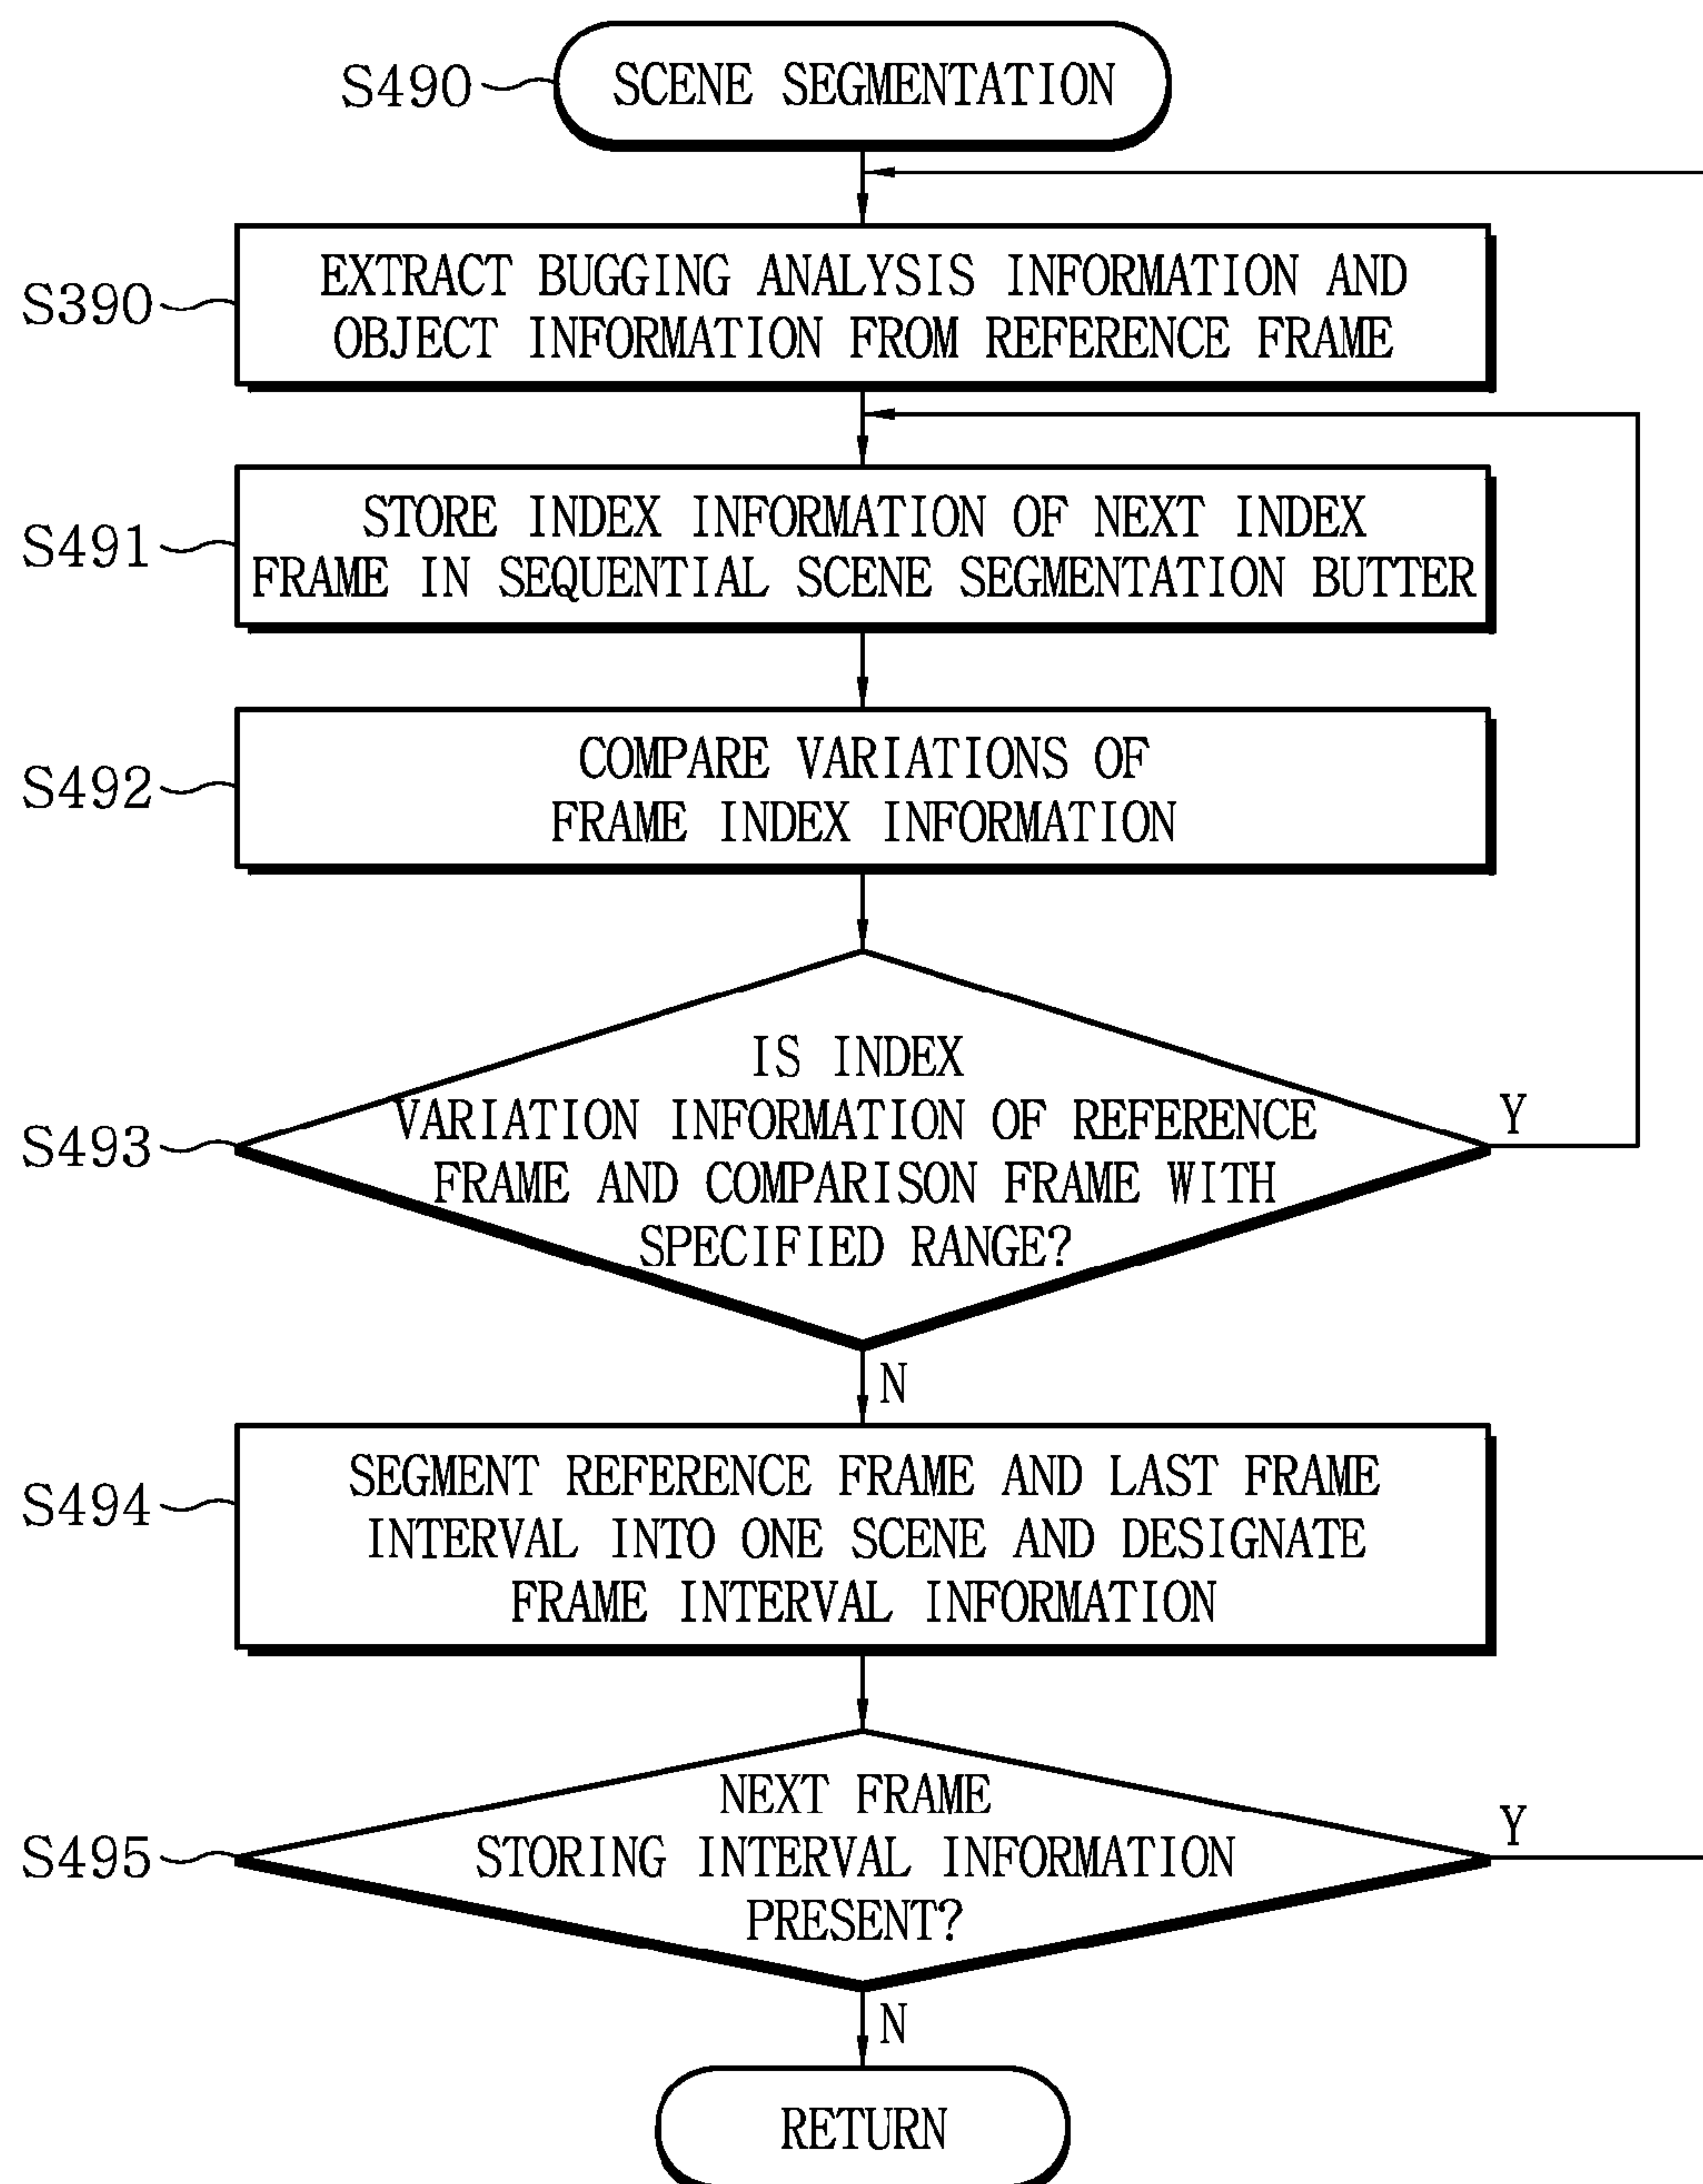 S490
SCENE SEGMENTATION
S390
EXTRACT BUGGING ANALYSIS INFORMATION AND
OBJECT INFORMATION FROM REFERENCE FRAME
S491
STORE INDEX INFORMATION OF NEXT INDEX
FRAME IN SEQUENTIAL SCENE SEGMENTATION BUTTER
S492
COMPARE VARIATIONS OF
FRAME INDEX INFORMATION
S493
IS INDEX
VARIATION INFORMATION OF REFERENCE
FRAME AND COMPARISON FRAME WITH
SPECIFIED RANGE?
Y
N
S494
SEGMENT REFERENCE FRAME AND LAST FRAME
INTERVAL INTO ONE SCENE AND DESIGNATE
FRAME INTERVAL INFORMATION
S495
NEXT FRAME
STORING INTERVAL INFORMATION
PRESENT?
Y
N
RETURN